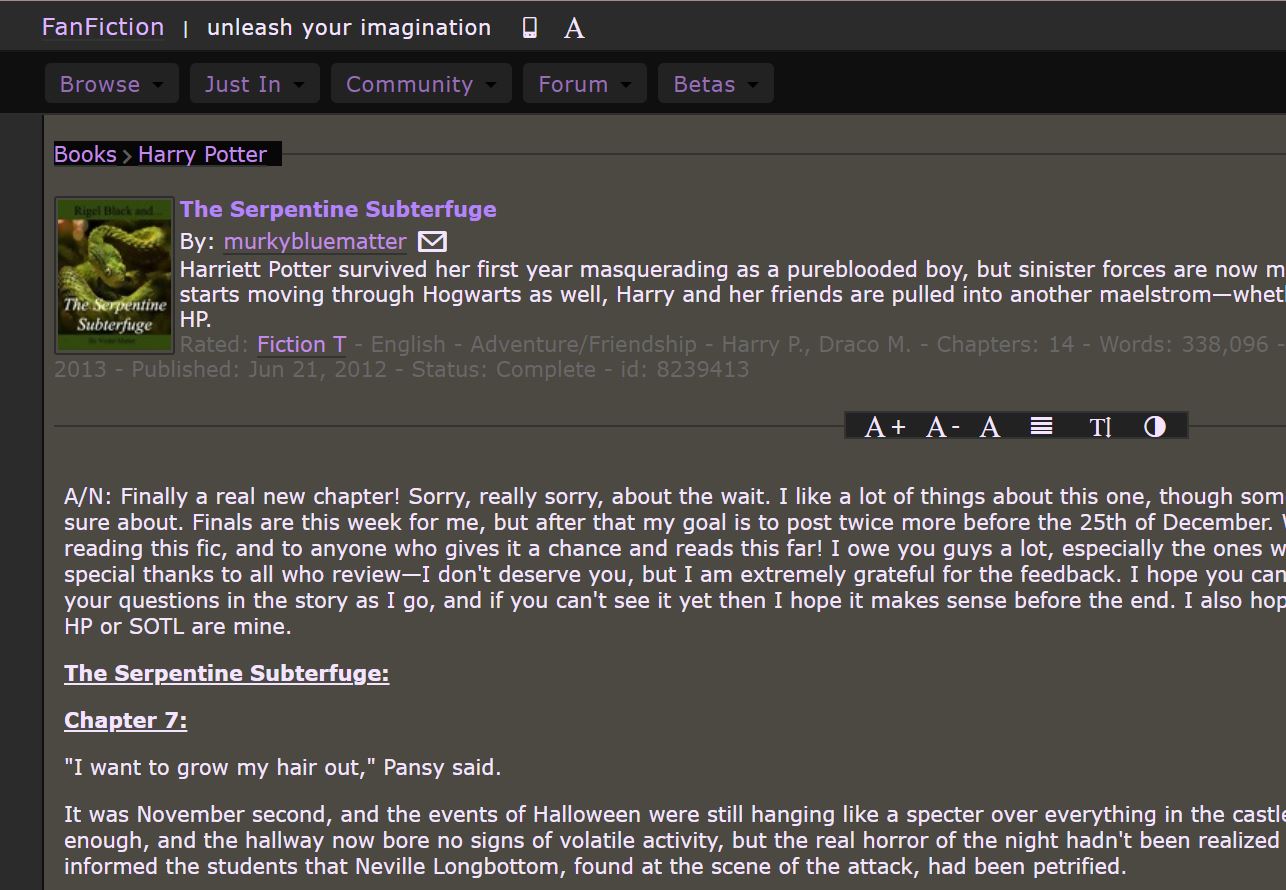 FanFiction | unleash your imagination A
Browse Just In Community Forum Betas
Books > Harry Potter
Rigel Black and...
The Serpentine
Subterfuge
The Serpentine Subterfuge
By: murkybluematter
Harriett Potter survived her first year masquerading as a pureblooded boy, but sinister forces are now m
starts moving through Hogwarts as well, Harry and her friends are pulled into another maelstrom—whet
HP.
Rated: Fiction T - English - Adventure/Friendship - Harry P., Draco M. - Chapters: 14 - Words: 338,096 -
2013 - Published: Jun 21, 2012 - Status: Complete - id: 8239413
A + A - A T
A/N: Finally a real new chapter! Sorry, really sorry, about the wait. I like a lot of things about this one, though som
sure about. Finals are this week for me, but after that my goal is to post twice more before the 25th of December. W
reading this fic, and to anyone who gives it a chance and reads this far! I owe you guys a lot, especially the ones w
special thanks to all who review—I don't deserve you, but I am extremely grateful for the feedback. I hope you can
your questions in the story as I go, and if you can't see it yet then I hope it makes sense before the end. I also hop
HP or SOTL are mine.
The Serpentine Subterfuge:
Chapter 7:
"I want to grow my hair out," Pansy said.
It was November second, and the events of Halloween were still hanging like a specter over everything in the castle
enough, and the hallway now bore no signs of volatile activity, but the real horror of the night hadn't been realized
informed the students that Neville Longbottom, found at the scene of the attack, had been petrified.